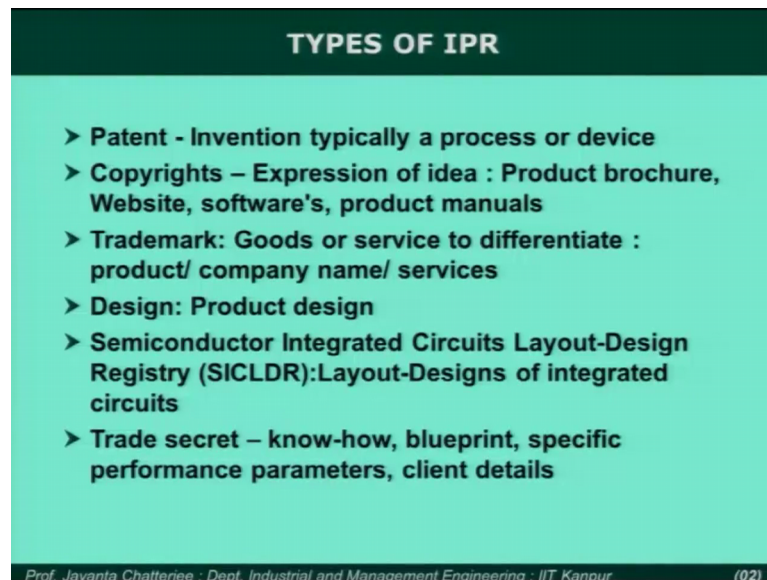 TYPES OF IPR
➤ Patent - Invention typically a process or device
➤ Copyrights – Expression of idea : Product brochure,
Website, software's, product manuals
➤ Trademark: Goods or service to differentiate :
product/ company name/ services
➤ Design: Product design
➤ Semiconductor Integrated Circuits Layout-Design
Registry (SICLDR):Layout-Designs of integrated
circuits
➤ Trade secret – know-how, blueprint, specific
performance parameters, client details
Prof. Jayanta Chatterjee : Dept. Industrial and Management Engineering : IIT Kanpur (02)